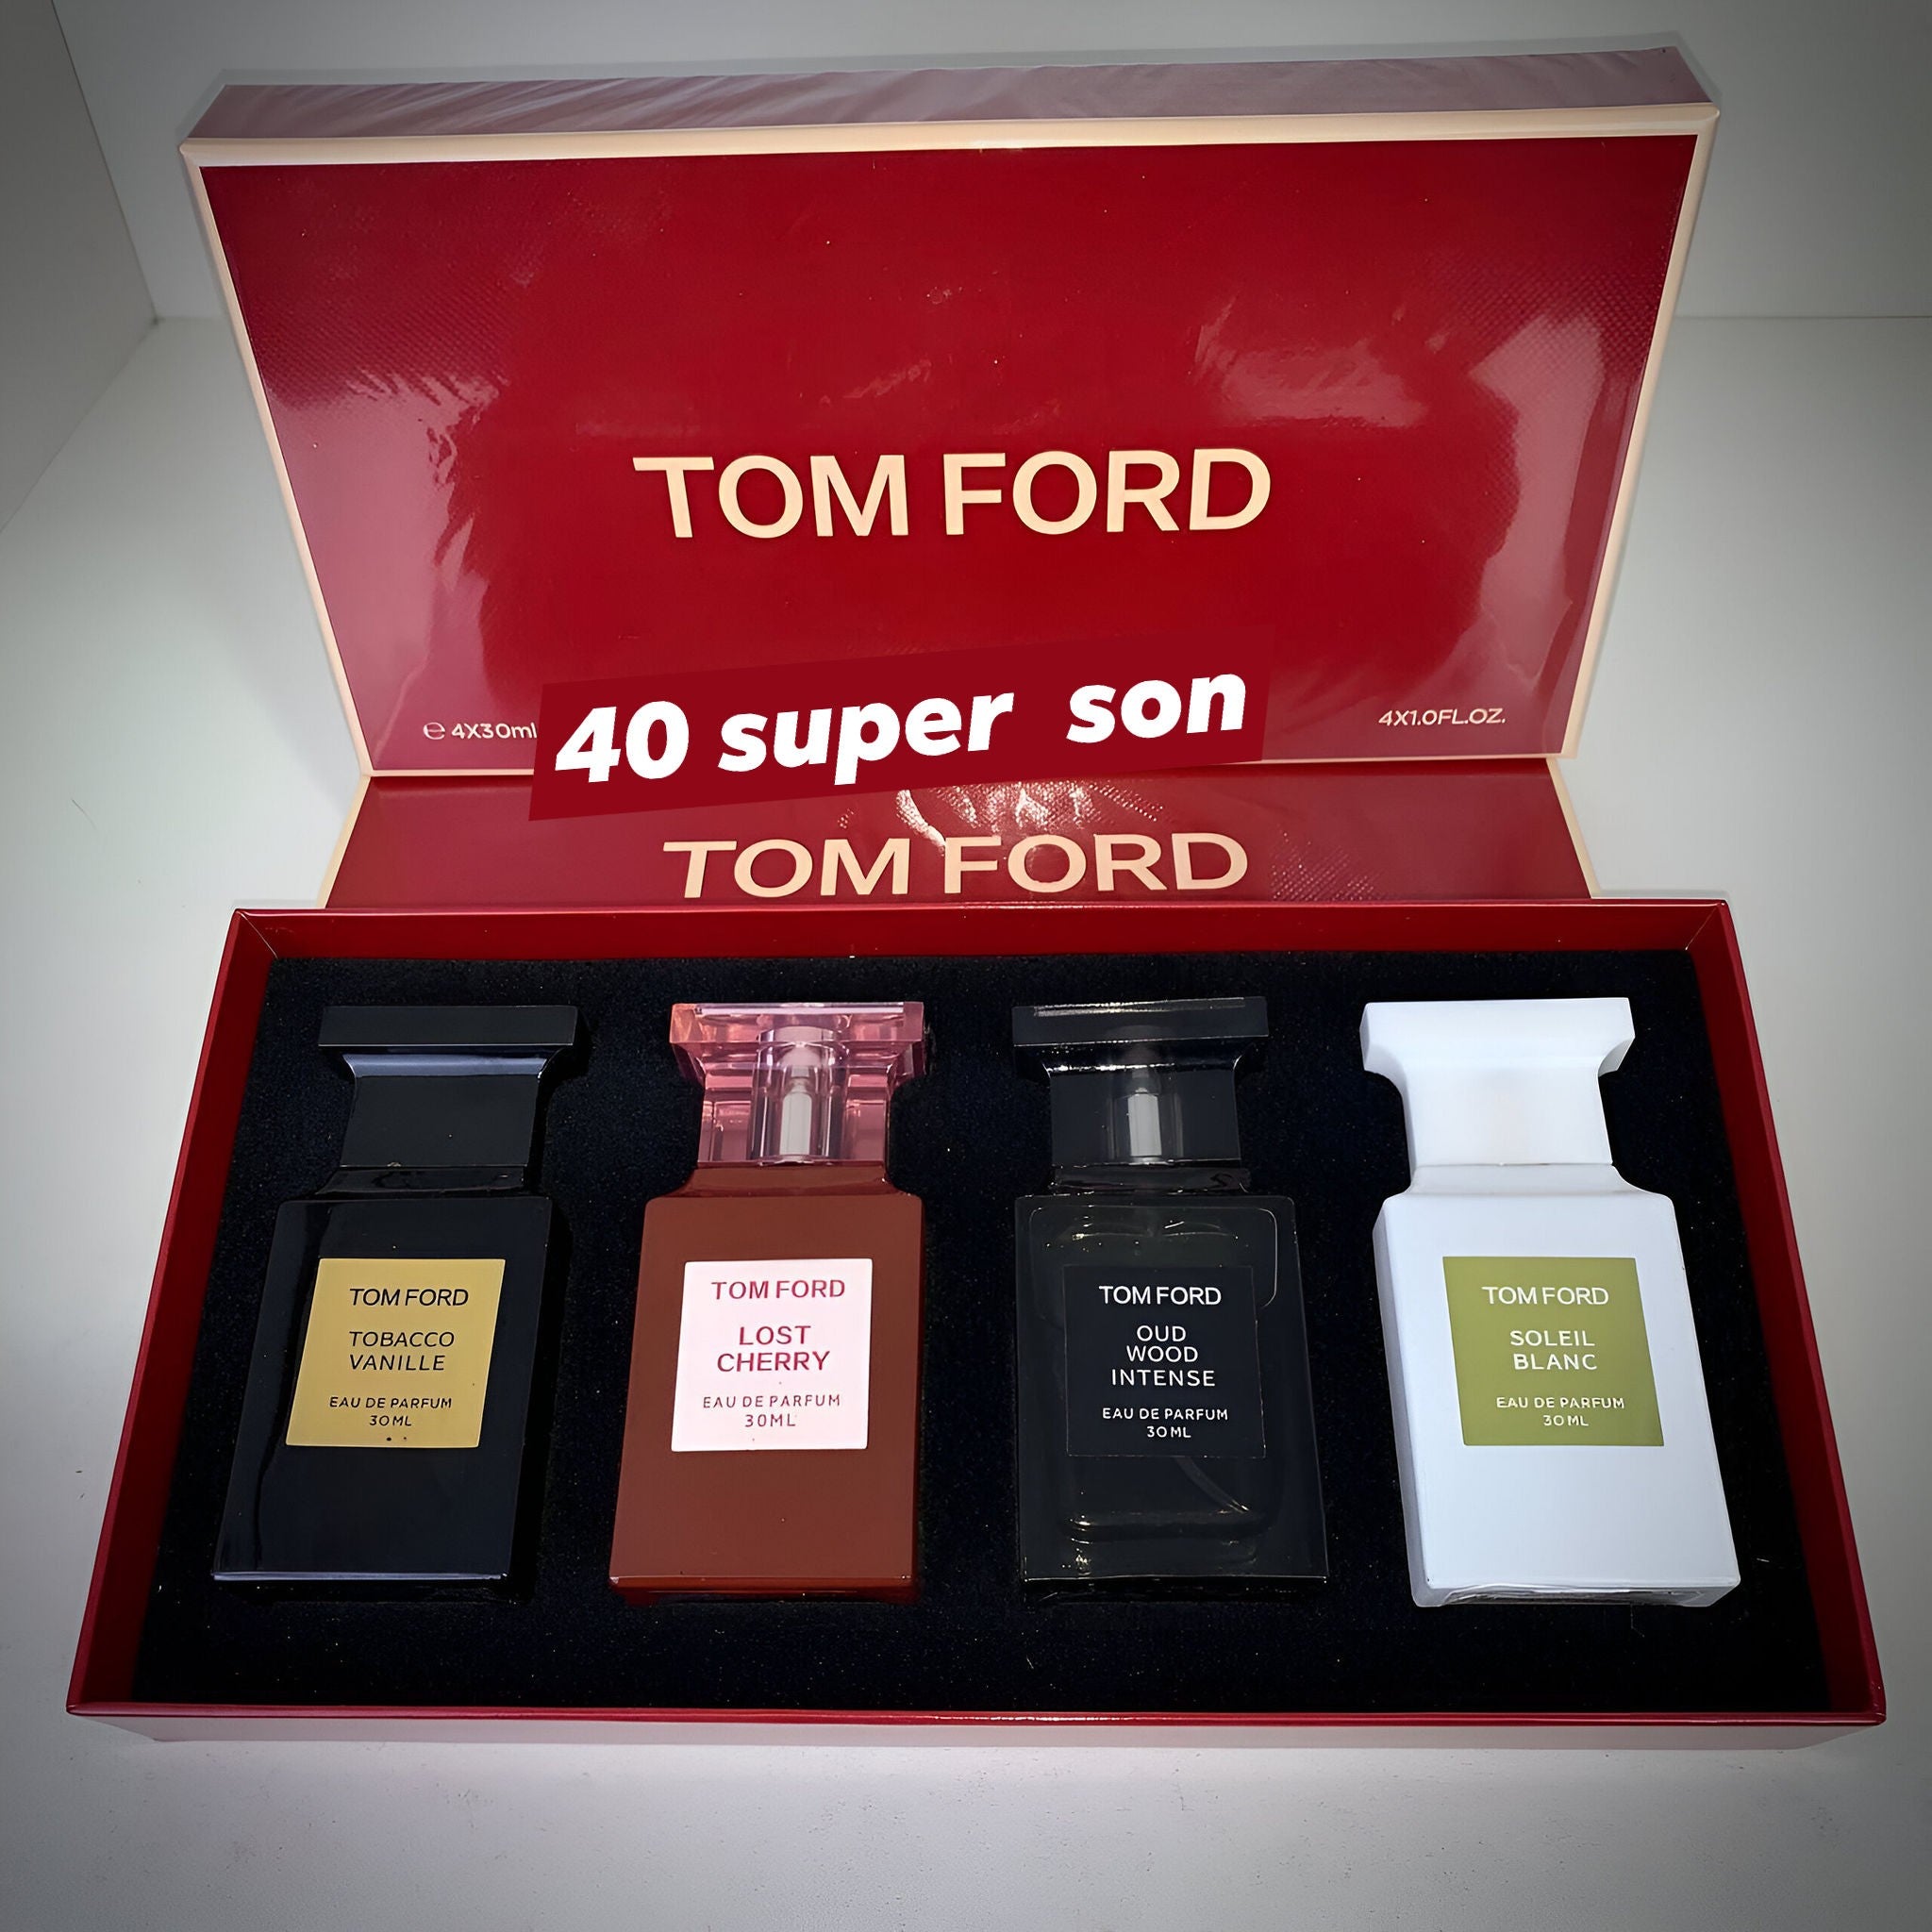 TOM FORD
℮ 4X30ml
40 super son
4X1.0FL.OZ.
TOM FORD
TOM FORD
TOBACCO
VANILLE
EAU DE PARFUM
30ML
TOM FORD
LOST
CHERRY
EAU DE PARFUM
30ML
TOM FORD
OUD
WOOD
INTENSE
EAU DE PARFUM
30ML
TOM FORD
SOLEIL
BLANC
EAU DE PARFUM
30ML